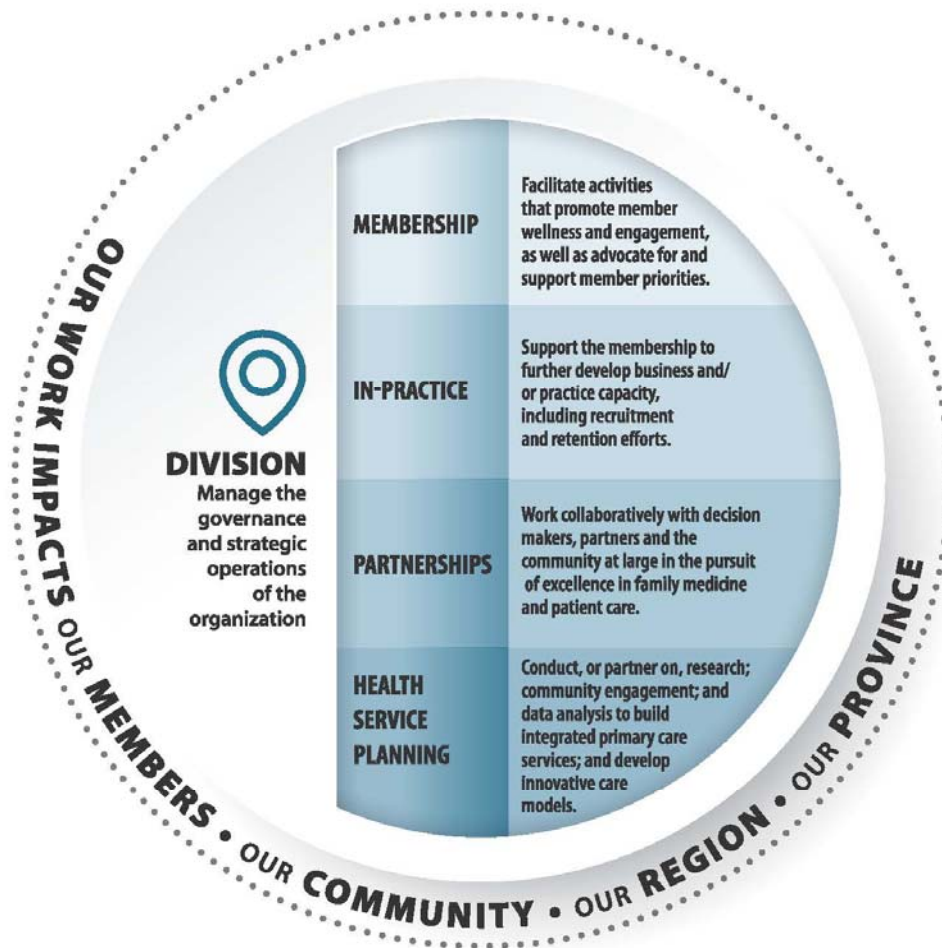 OUR WORK IMPACTS OUR MEMBERS • OUR COMMUNITY • OUR REGION • OUR PROVINCE
DIVISION
Manage the
governance
and strategic
operations
of the
organization
MEMBERSHIP
Facilitate activities
that promote member
wellness and engagement,
as well as advocate for and
support member priorities.
IN-PRACTICE
Support the membership to
further develop business and/
or practice capacity,
including recruitment
and retention efforts.
PARTNERSHIPS
Work collaboratively with decision
makers, partners and the
community at large in the pursuit
of excellence in family medicine
and patient care.
HEALTH
SERVICE
PLANNING
Conduct, or partner on, research;
community engagement; and
data analysis to build
integrated primary care
services; and develop
innovative care
models.